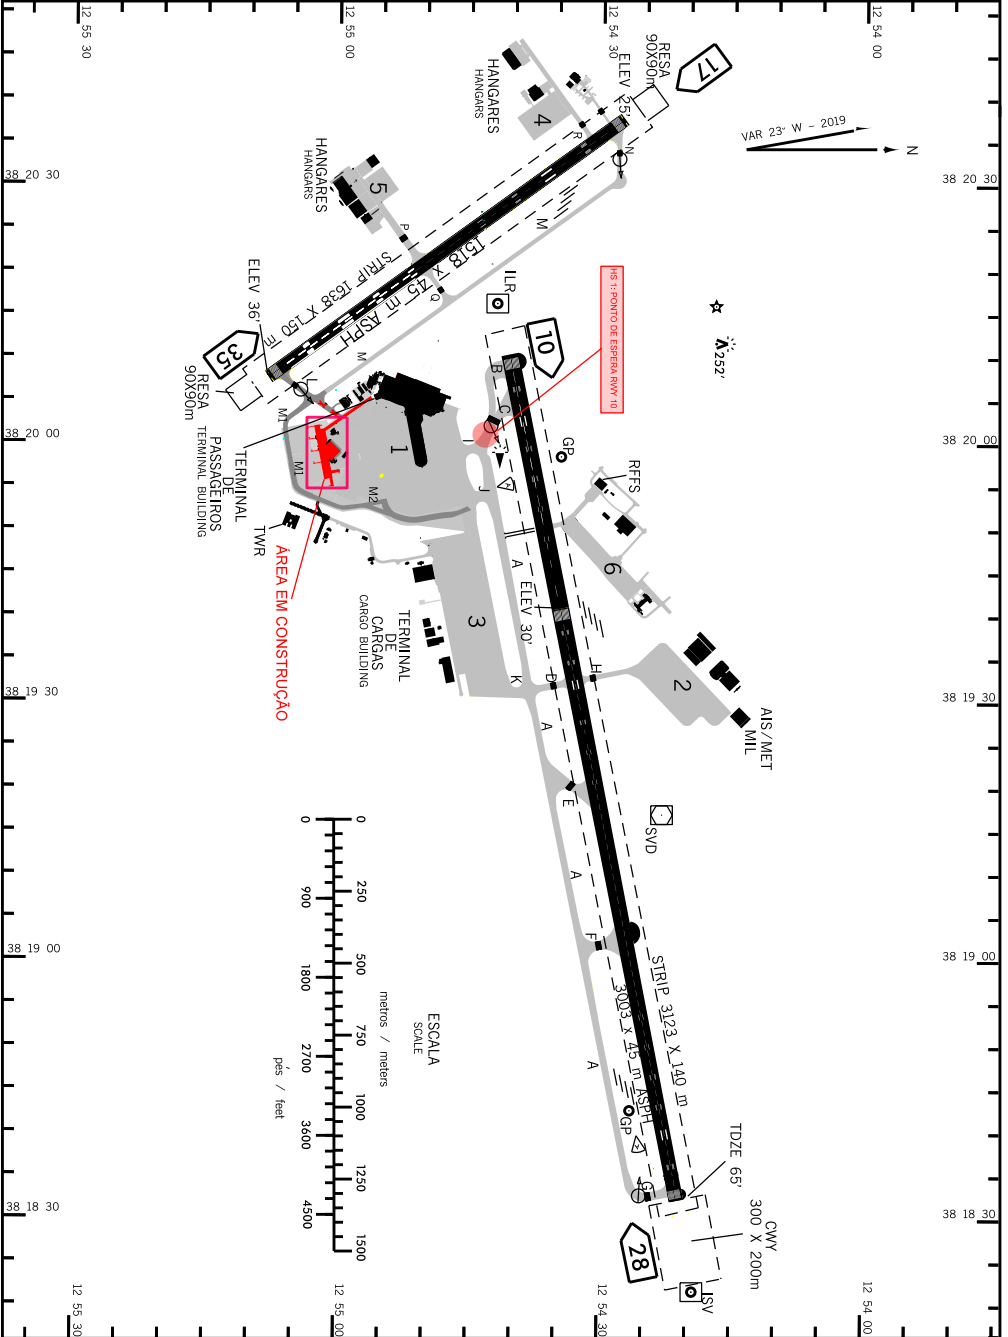 12 55 30
12 55 00
12 54 30
12 54 00
RESA
90X90m
17
ELEV 25'
HANGARES
HANGARS
4
R
N
VAR 23° W - 2019
N
38 20 30
38 20 30
HANGARES
HANGARS
5
P
M
STRIP 1638 X 150 m
1518 X 45 m ASPH
Q
ELEV 36'
ILR
HS 1: PONTO DE ESPERA RWY 10
252'
35
10
RESA
90X90m
L
M
B
C
M1
38 20 00
38 20 00
1
I
GP
M1
M2
J
RFFS
TERMINAL
DE
PASSAGEIROS
TERMINAL BUILDING
TWR
ÁREA EM CONSTRUÇÃO
A
6
ELEV 30'
TERMINAL
DE
CARGAS
CARGO BUILDING
3
K
D
H
2
38 19 30
38 19 30
AIS/MET
MIL
A
E
SVD
A
F
38 19 00
38 19 00
STRIP 3123 X 140 m
3003 X 45 m ASPH
A
ESCALA
SCALE
metros / meters
0
250
500
750
1000
1250
1500
0
900
1800
2700
3600
4500
pés / feet
GP
TDZE 65'
G
CWY
300 X 200m
28
ISV
38 18 30
38 18 30
12 55 30
12 55 00
12 54 30
12 54 00